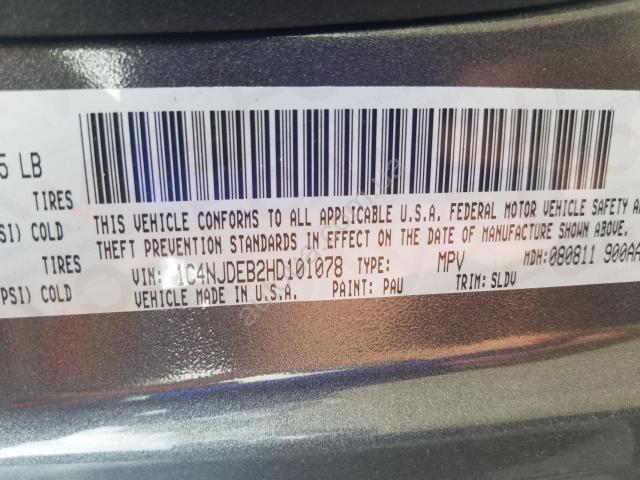 5 LB
TIRES
SI) COLD
TIRES
PSI) COLD
THIS VEHICLE CONFORMS TO ALL APPLICABLE U.S.A. FEDERAL MOTOR VEHICLE SAFETY A
THEFT PREVENTION STANDARDS IN EFFECT ON THE DATE OF MANUFACTURE SHOWN ABOVE.
VIN: 1C4NJDEB2HD101078 TYPE: MPV MDH: 080811 900AA
VEHICLE MADE IN U.S.A. PAINT: PAU TRIM: SLDV